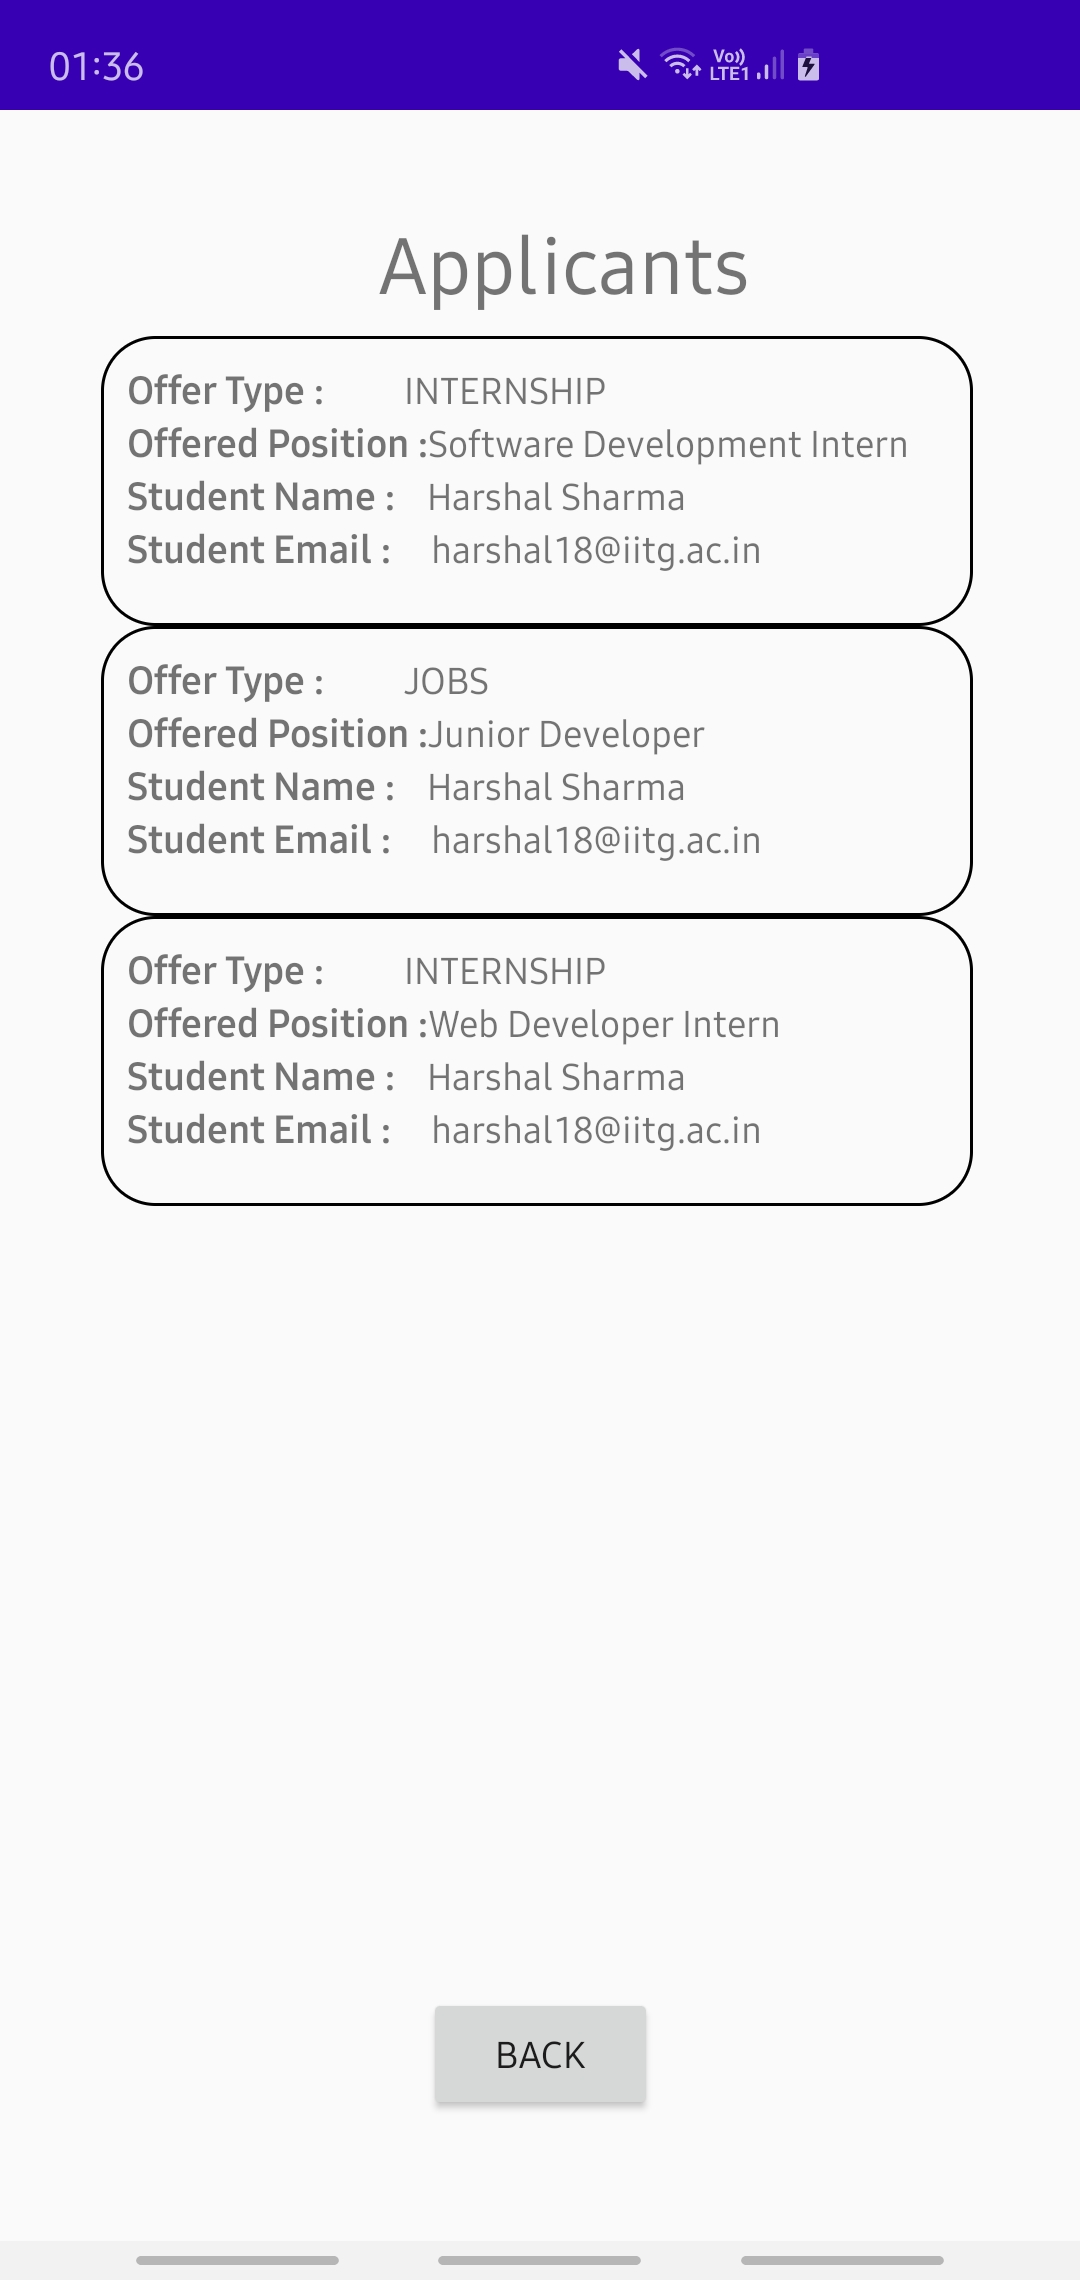 01:36
Vo)) LTE1
Applicants
Offer Type : INTERNSHIP
Offered Position :Software Development Intern
Student Name : Harshal Sharma
Student Email : harshal18@iitg.ac.in
Offer Type : JOBS
Offered Position :Junior Developer
Student Name : Harshal Sharma
Student Email : harshal18@iitg.ac.in
Offer Type : INTERNSHIP
Offered Position :Web Developer Intern
Student Name : Harshal Sharma
Student Email : harshal18@iitg.ac.in
BACK